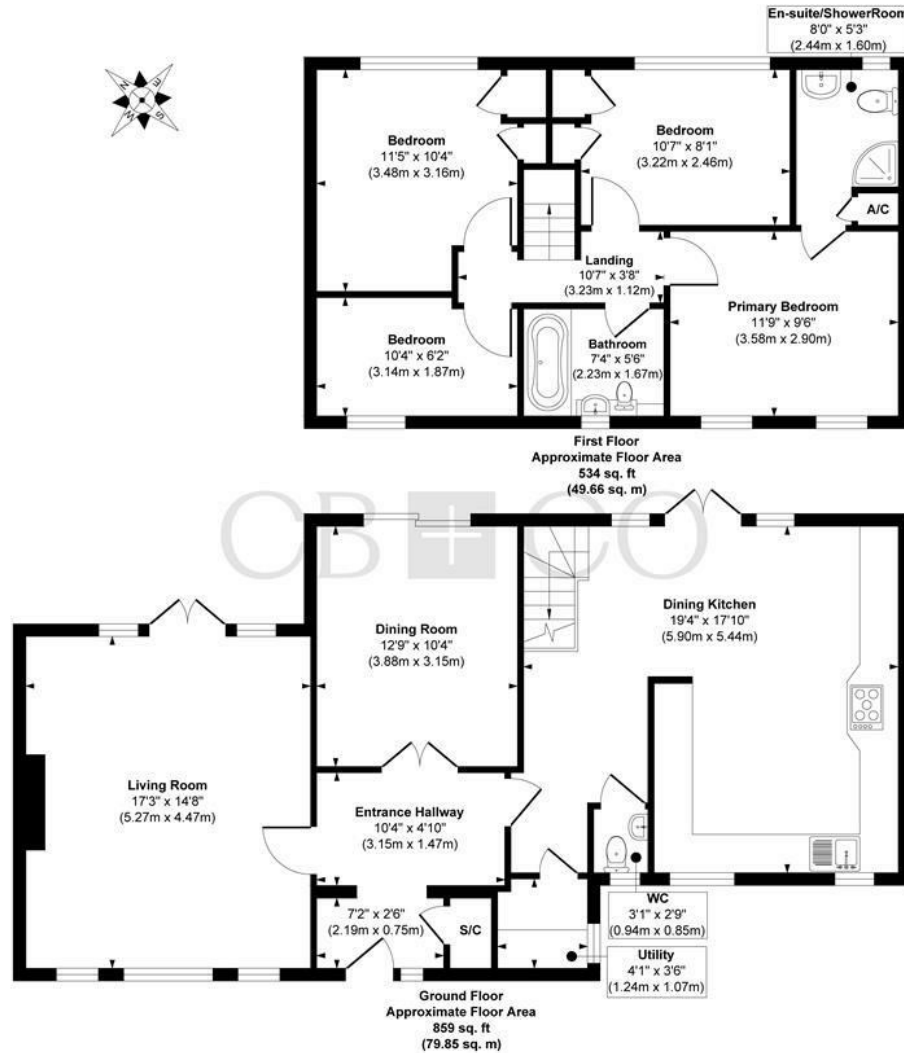 En-suite/ShowerRoom
8'0" x 5'3"
(2.44m x 1.60m)
N
E
W
S
Bedroom
11'5" x 10'4"
(3.48m x 3.16m)
Bedroom
10'7" x 8'1"
(3.22m x 2.46m)
A/C
Landing
10'7" x 3'8"
(3.23m x 1.12m)
Primary Bedroom
11'9" x 9'6"
(3.58m x 2.90m)
Bedroom
10'4" x 6'2"
(3.14m x 1.87m)
Bathroom
7'4" x 5'6"
(2.23m x 1.67m)
First Floor
Approximate Floor Area
534 sq. ft
(49.66 sq. m)
CB + CO
Dining Room
12'9" x 10'4"
(3.88m x 3.15m)
Dining Kitchen
19'4" x 17'10"
(5.90m x 5.44m)
Living Room
17'3" x 14'8"
(5.27m x 4.47m)
Entrance Hallway
10'4" x 4'10"
(3.15m x 1.47m)
7'2" x 2'6"
(2.19m x 0.75m)
S/C
WC
3'1" x 2'9"
(0.94m x 0.85m)
Utility
4'1" x 3'6"
(1.24m x 1.07m)
Ground Floor
Approximate Floor Area
859 sq. ft
(79.85 sq. m)